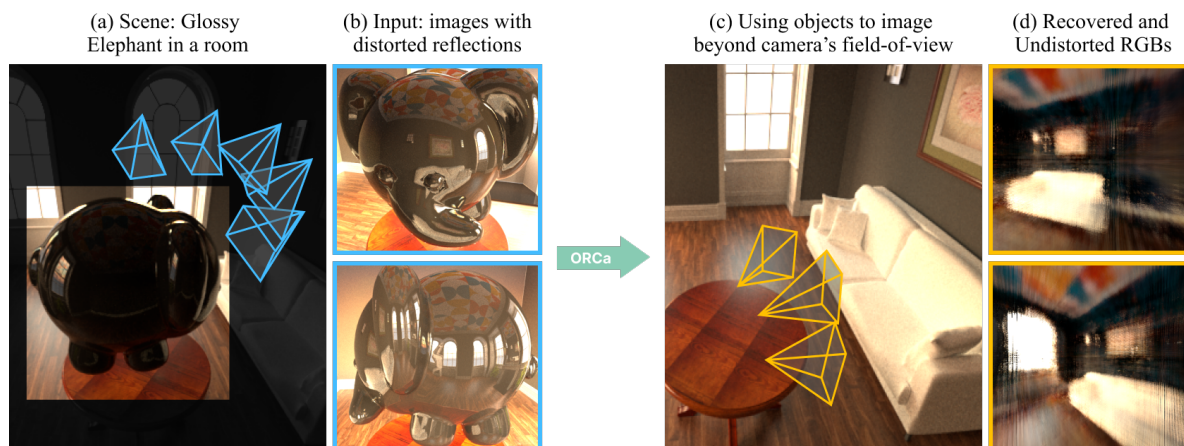 (a) Scene: Glossy
Elephant in a room
(b) Input: images with
distorted reflections
(c) Using objects to image
beyond camera’s field-of-view
(d) Recovered and
Undistorted RGBs
ORCa